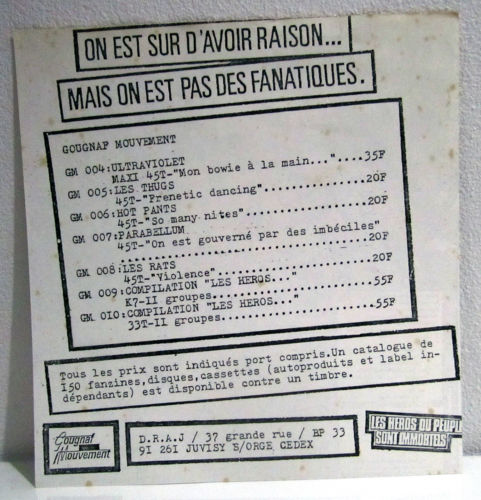 ON EST SUR D'AVOIR RAISON...
MAIS ON EST PAS DES FANATIQUES.
GOUGNAF MOUVEMENT
GM 004:ULTRAVIOLET
MAXI 45T-"Mon bowie à la main..."....35F
GM 005:LES THUGS
45T-"Frenetic dancing"...............20F
GM 006:HOT PANTS
45T-"So many nites"..................20F
GM 007:PARABELLUM
45T-"On est gouverné par des imbéciles"
.....................................20F
GM 008:LES RATS
45T-"Violence".......................20F
GM 009:COMPILATION "LES HEROS..."
K7-II groupes........................55F
GM 0I0:COMPILATION "LES HEROS..."
33T-II groupes.......................55F
Tous les prix sont indiqués port compris.Un catalogue de
I50 fanzines,disques,cassettes (autoproduits et label in-
dépendants) est disponible contre un timbre.
Gougnaf
Mouvement
D.R.A.J / 37 grande rue / BP 33
9I 26I JUVISY S/ORGE CEDEX
LES HEROS DU PEUPLE
SONT IMMORTELS